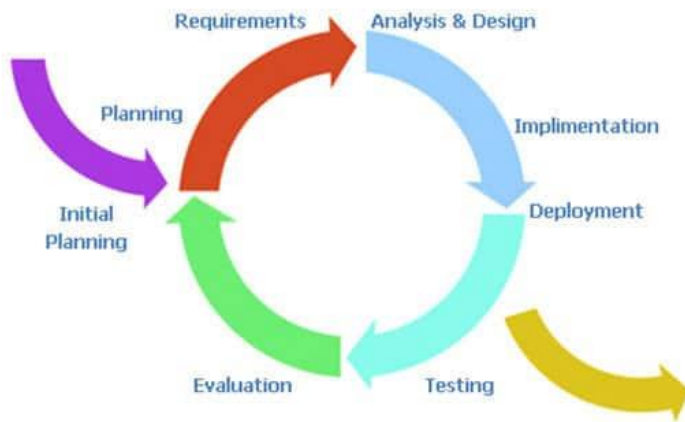 Requirements
Analysis & Design
Planning
Implimentation
Initial
Planning
Deployment
Evaluation
Testing